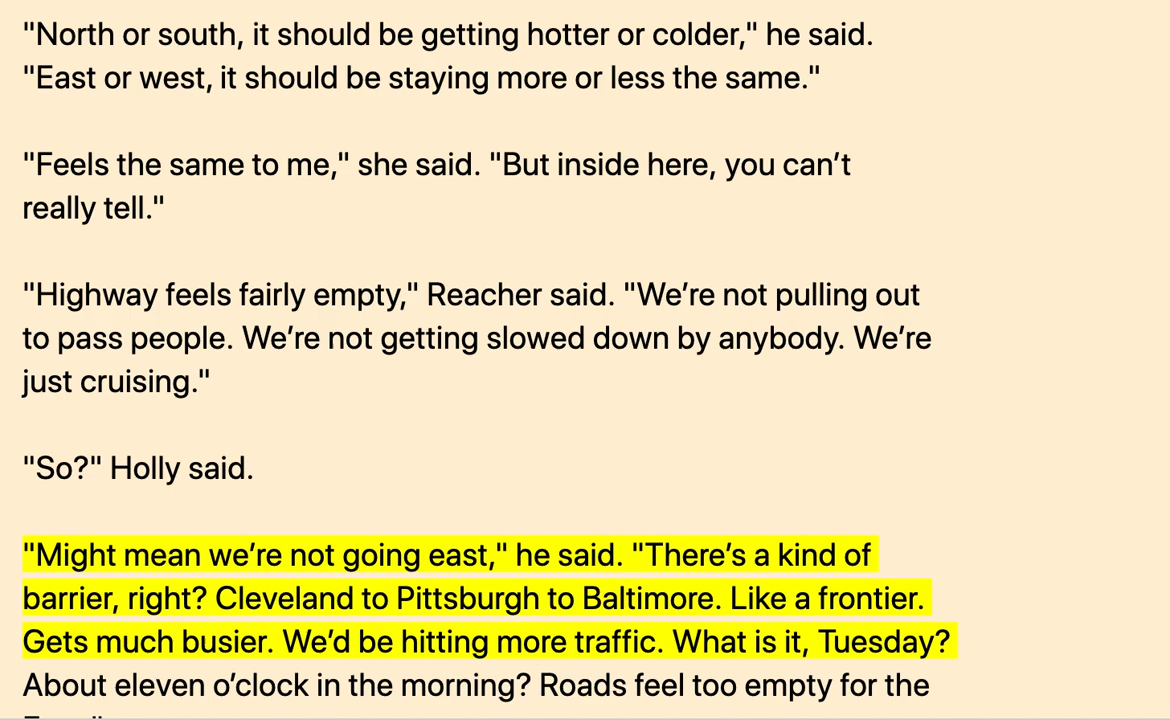 "North or south, it should be getting hotter or colder," he said.
"East or west, it should be staying more or less the same."
"Feels the same to me," she said. "But inside here, you can’t
really tell."
"Highway feels fairly empty," Reacher said. "We’re not pulling out
to pass people. We’re not getting slowed down by anybody. We’re
just cruising."
"So?" Holly said.
"Might mean we’re not going east," he said. "There’s a kind of
barrier, right? Cleveland to Pittsburgh to Baltimore. Like a frontier.
Gets much busier. We’d be hitting more traffic. What is it, Tuesday?
About eleven o’clock in the morning? Roads feel too empty for the